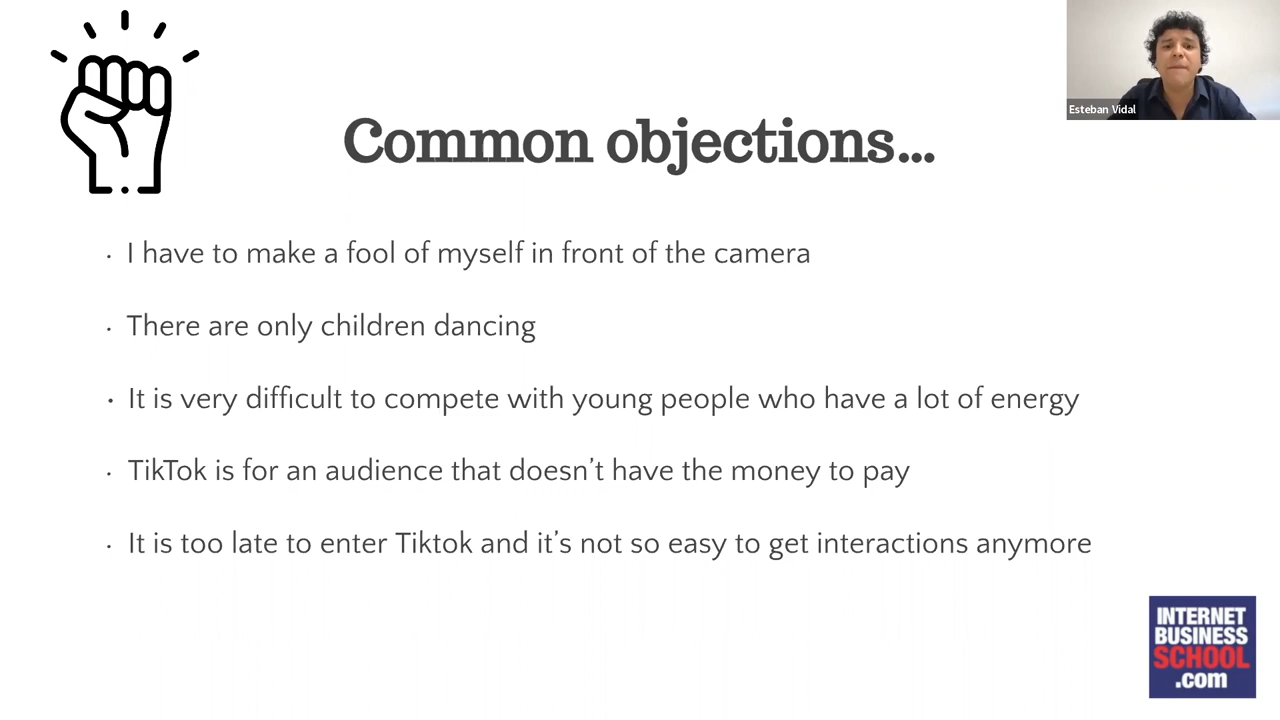 Esteban Vidal
Common objections...
· I have to make a fool of myself in front of the camera
· There are only children dancing
· It is very difficult to compete with young people who have a lot of energy
· TikTok is for an audience that doesn’t have the money to pay
· It is too late to enter Tiktok and it’s not so easy to get interactions anymore
INTERNET
BUSINESS
SCHOOL
.com